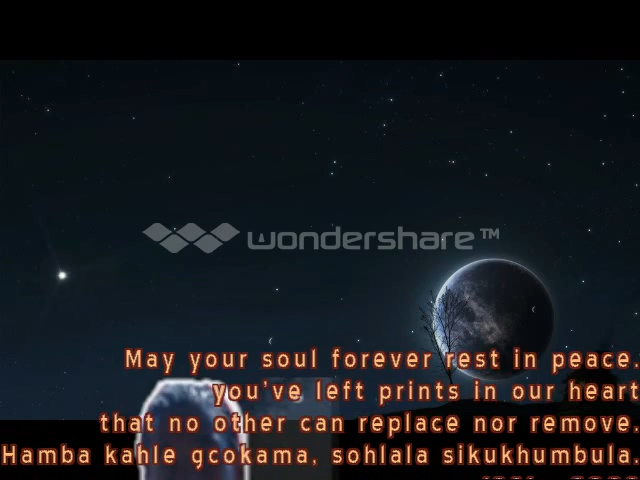 wondershare™
May your soul forever rest in peace.
you've left prints in our heart
that no other can replace nor remove.
Hamba kahle gcokama, sohlala sikukhumbula.